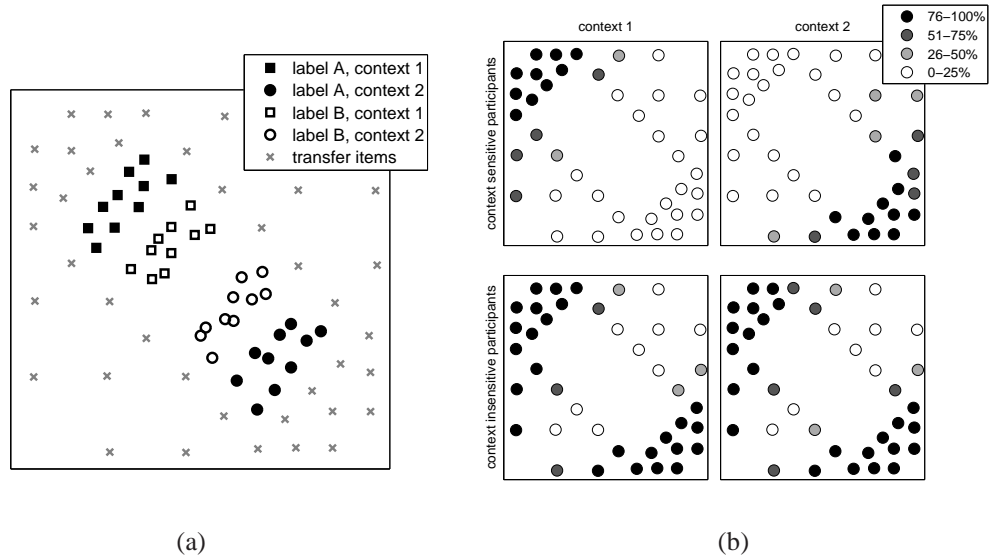 label A, context 1
label A, context 2
label B, context 1
label B, context 2
transfer items
(a)
context 1
context 2
76–100%
51–75%
26–50%
0–25%
context sensitive participants
context insensitive participants
(b)